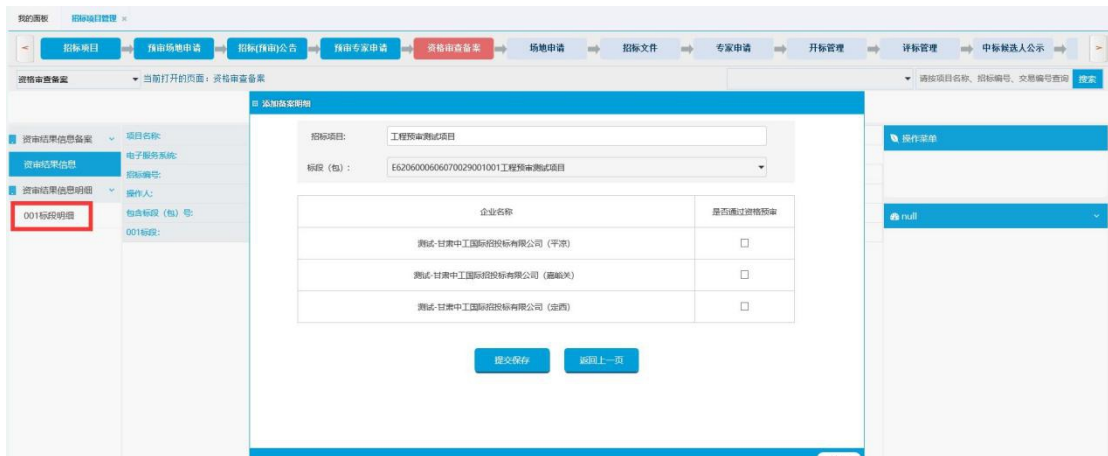 我的面板 招标项目管理 ×
< 招标项目 预审场地申请 招标(预审)公告 预审专家申请 资格审查备案 场地申请 招标文件 专家申请 开标管理 评标管理 中标候选人公示 >
资格审查备案 当前打开的页面：资格审查备案 请按项目名称、招标编号、交易编号查询 搜索
添加备案明细
资审结果信息备案
资审结果信息
资审结果信息明细
001标段明细
项目名称:
电子服务系统:
招标编号:
操作人:
包含标段（包）号:
001标段:
招标项目: 工程预审测试项目
标段（包）: E6206000606070029001001工程预审测试项目
企业名称 是否通过资格预审
测试-甘肃中工国际招投标有限公司（平凉）
测试-甘肃中工国际招投标有限公司（嘉峪关）
测试-甘肃中工国际招投标有限公司（定西）
提交保存 返回上一页
操作菜单
null